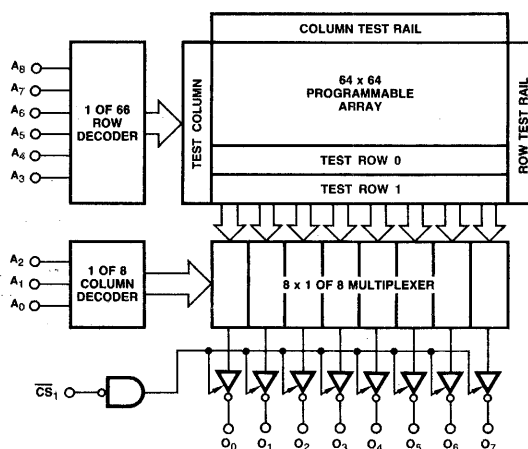 COLUMN TEST RAIL
A8
A7
A6
A5
A4
A3
1 OF 66
ROW
DECODER
TEST COLUMN
64 x 64
PROGRAMMABLE
ARRAY
ROW TEST RAIL
TEST ROW 0
TEST ROW 1
A2
A1
A0
1 OF 8
COLUMN
DECODER
8 x 1 OF 8 MULTIPLEXER
CS1
O0 O1 O2 O3 O4 O5 O6 O7